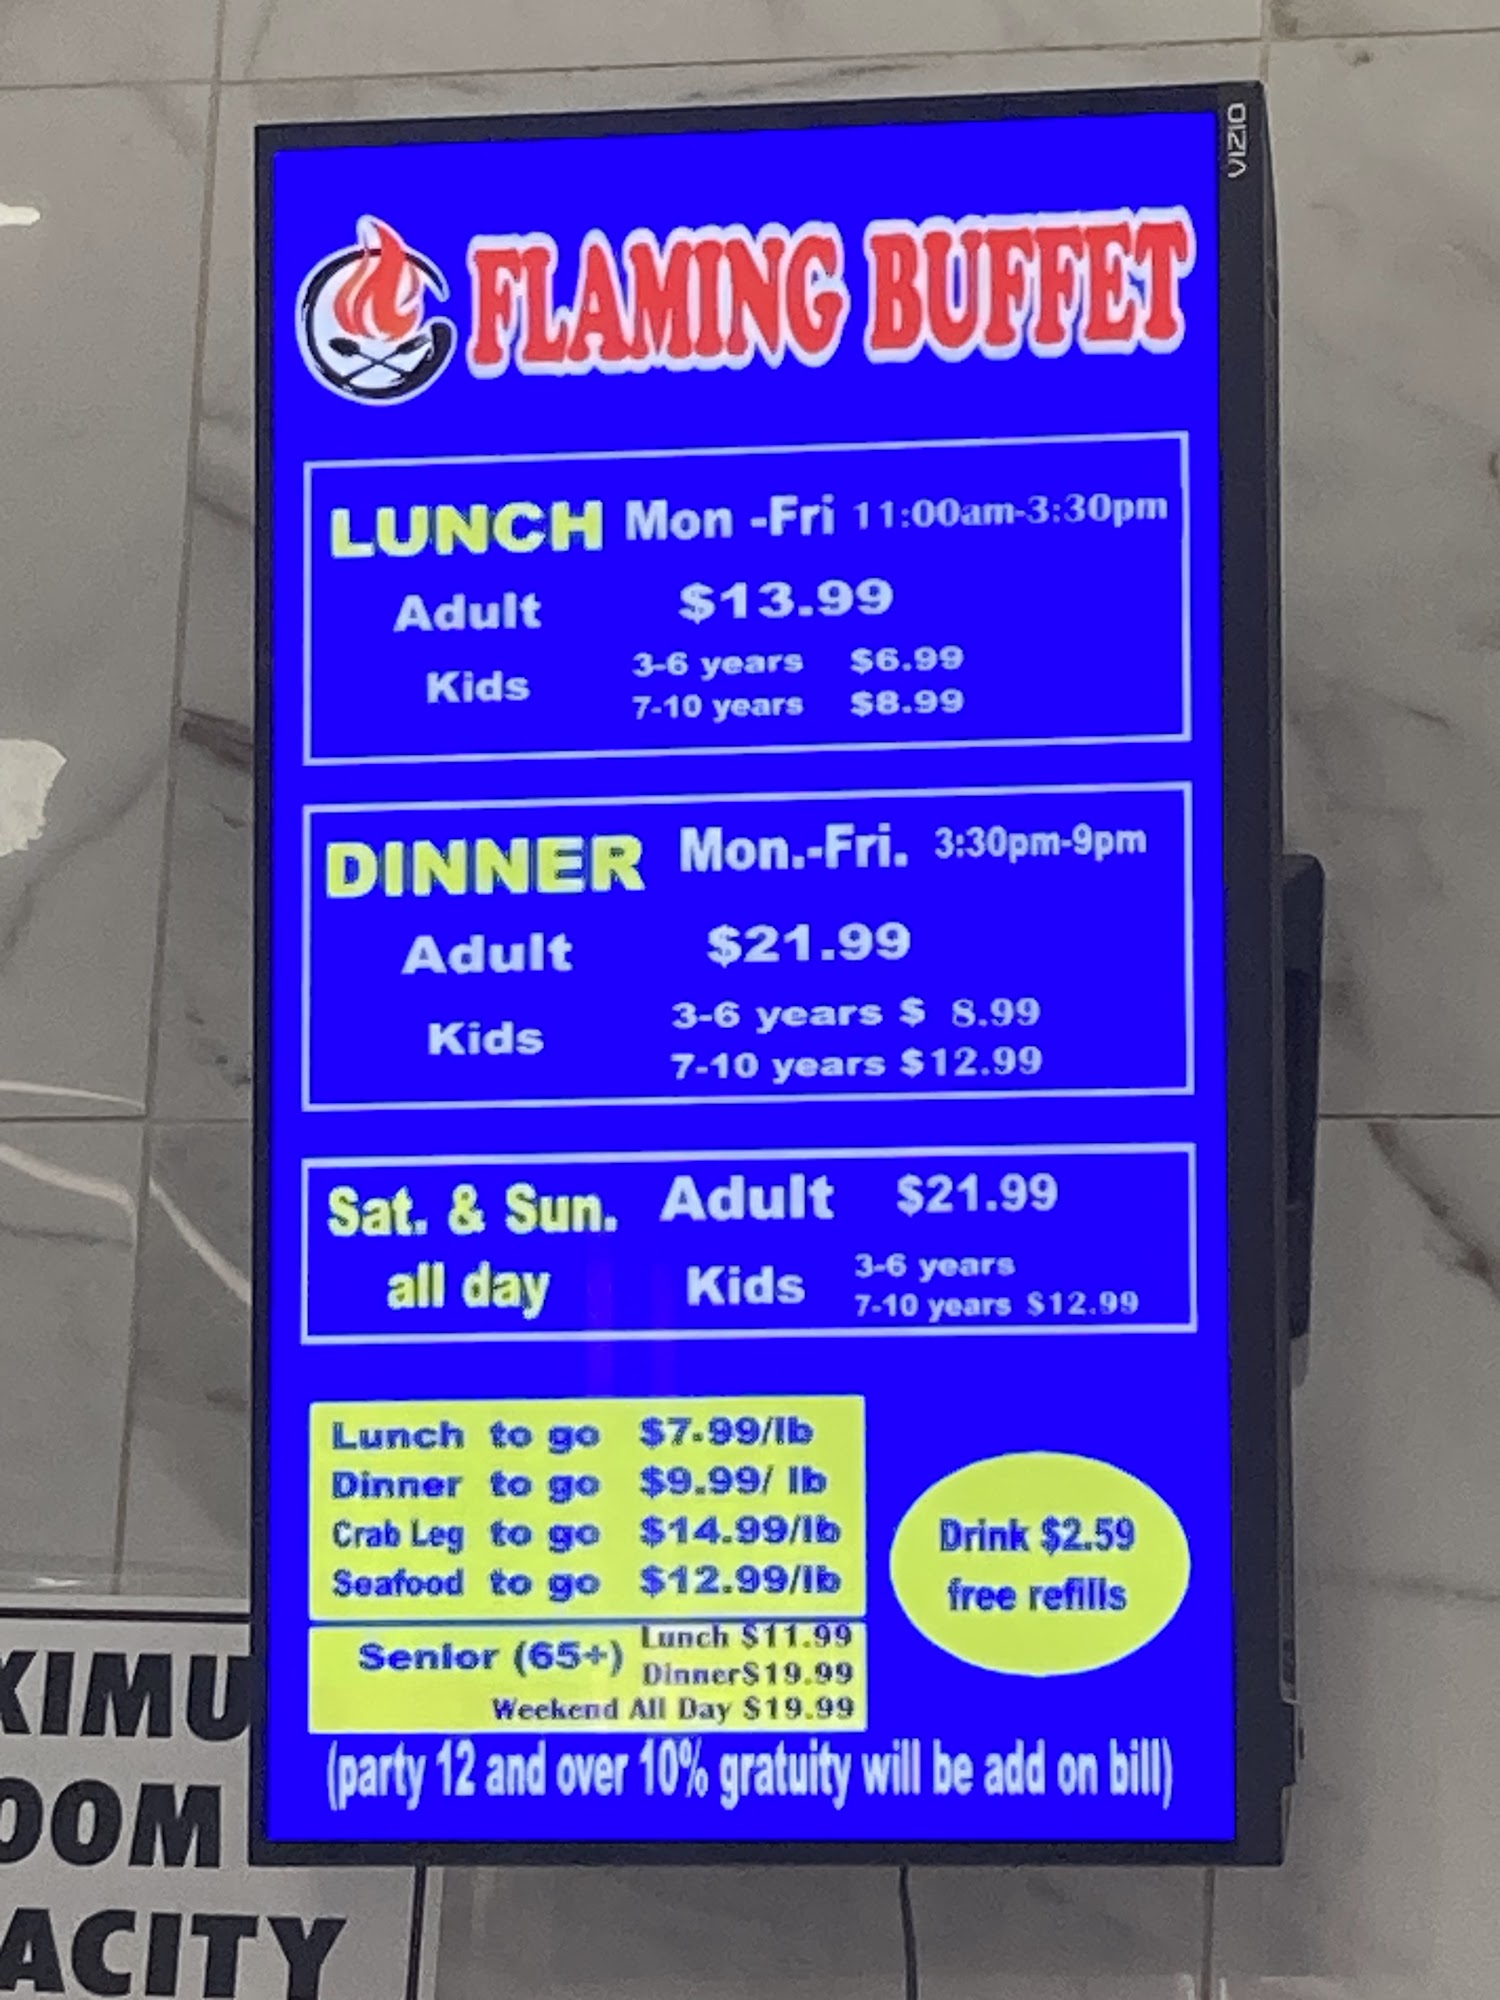 VIZIO
FLAMING BUFFET
LUNCH Mon -Fri 11:00am-3:30pm
Adult $13.99
Kids 3-6 years $6.99
7-10 years $8.99
DINNER Mon.-Fri. 3:30pm-9pm
Adult $21.99
Kids 3-6 years $ 8.99
7-10 years $12.99
Sat. & Sun. Adult $21.99
all day Kids 3-6 years
7-10 years $12.99
Lunch to go $7.99/lb
Dinner to go $9.99/ lb
Crab Leg to go $14.99/lb
Seafood to go $12.99/lb
Drink $2.59
free refills
Senior (65+) Lunch $11.99
Dinner$19.99
Weekend All Day $19.99
(party 12 and over 10% gratuity will be add on bill)
XIMU
OOM
ACITY